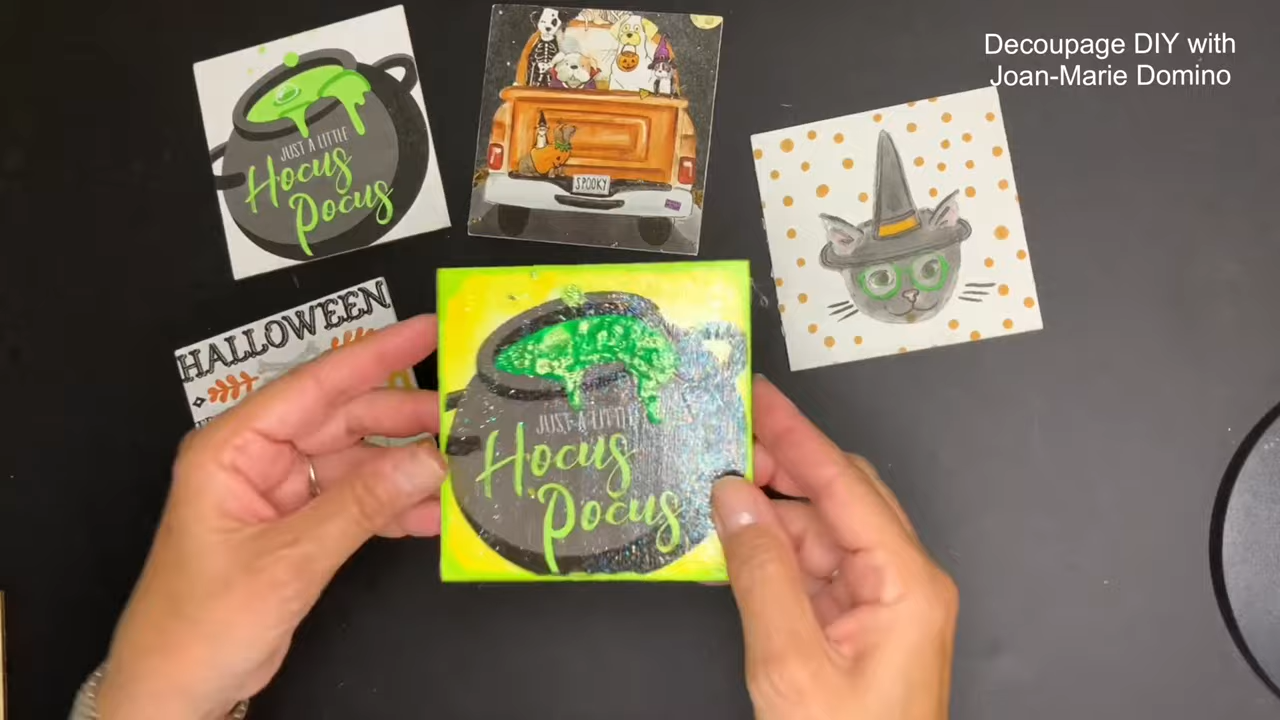 Decoupage DIY with
Joan-Marie Domino
JUST A LITTLE
Hocus
Pocus
SPOOKY
HALLOWEEN
JUST A LITTLE
Hocus
Pocus